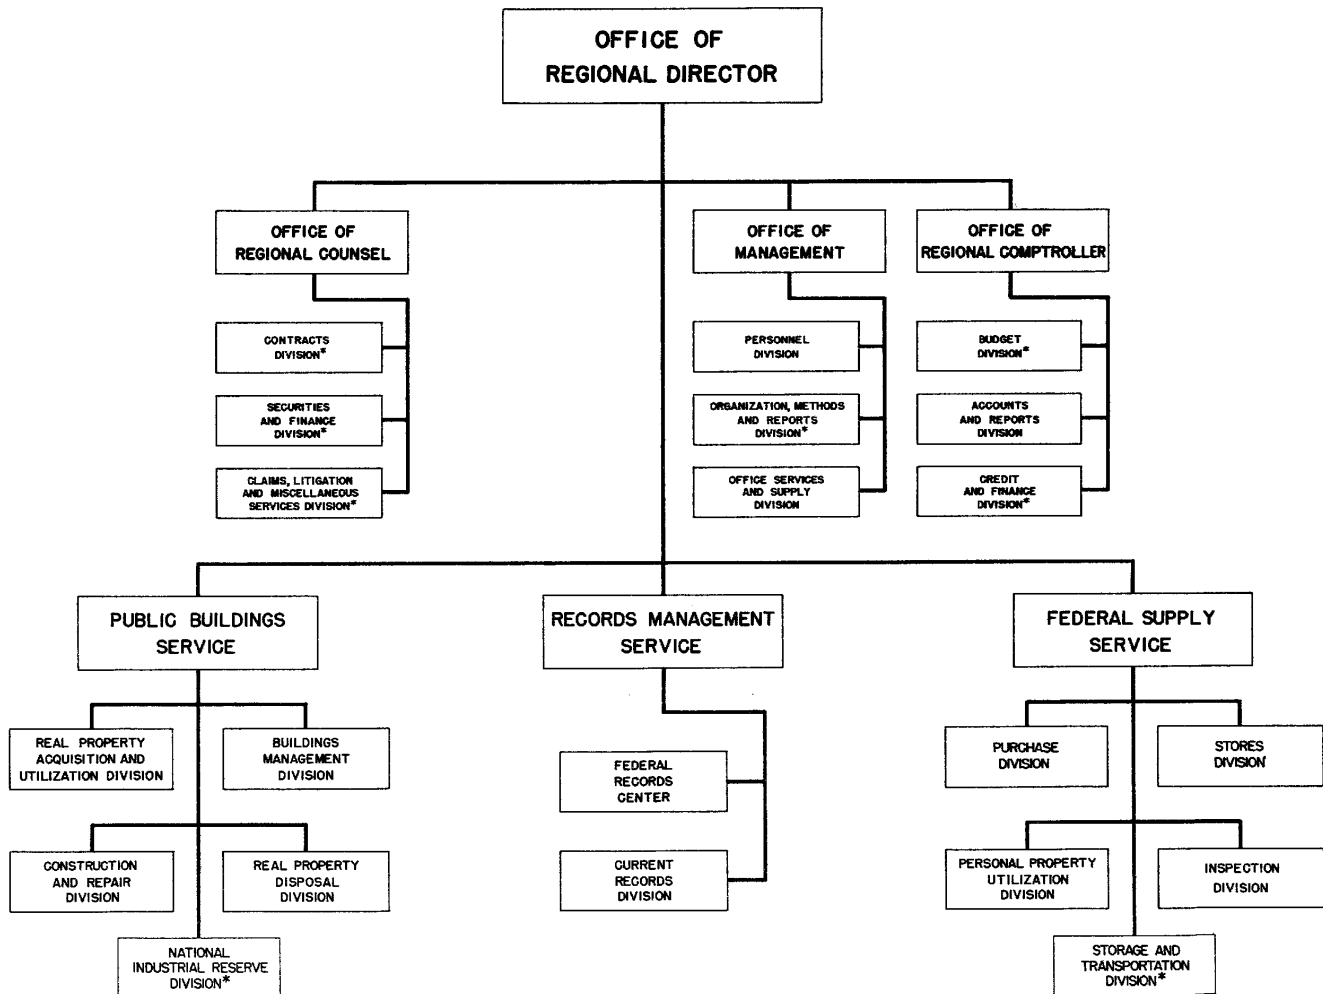 OFFICE OF
REGIONAL DIRECTOR
OFFICE OF
REGIONAL COUNSEL
OFFICE OF
MANAGEMENT
OFFICE OF
REGIONAL COMPTROLLER
CONTRACTS
DIVISION*
SECURITIES
AND FINANCE
DIVISION*
CLAIMS, LITIGATION
AND MISCELLANEOUS
SERVICES DIVISION*
PERSONNEL
DIVISION
ORGANIZATION, METHODS
AND REPORTS
DIVISION*
OFFICE SERVICES
AND SUPPLY
DIVISION
BUDGET
DIVISION*
ACCOUNTS
AND REPORTS
DIVISION
CREDIT
AND FINANCE
DIVISION*
PUBLIC BUILDINGS
SERVICE
RECORDS MANAGEMENT
SERVICE
FEDERAL SUPPLY
SERVICE
REAL PROPERTY
ACQUISITION AND
UTILIZATION DIVISION
BUILDINGS
MANAGEMENT
DIVISION
CONSTRUCTION
AND REPAIR
DIVISION
REAL PROPERTY
DISPOSAL
DIVISION
NATIONAL
INDUSTRIAL RESERVE
DIVISION*
FEDERAL
RECORDS
CENTER
CURRENT
RECORDS
DIVISION
PURCHASE
DIVISION
STORES
DIVISION
PERSONAL PROPERTY
UTILIZATION
DIVISION
INSPECTION
DIVISION
STORAGE AND
TRANSPORTATION
DIVISION*